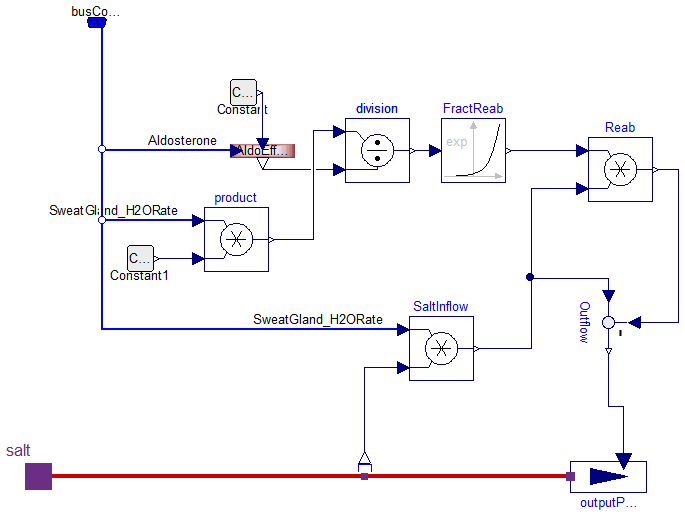 busCo...
C...
Constant
division
FractReab
exp
Reab
Aldosterone
AldoEff...
SweatGland_H2ORate
product
C...
Constant1
SaltInflow
SweatGland_H2ORate
Outflow
-
salt
outputP...